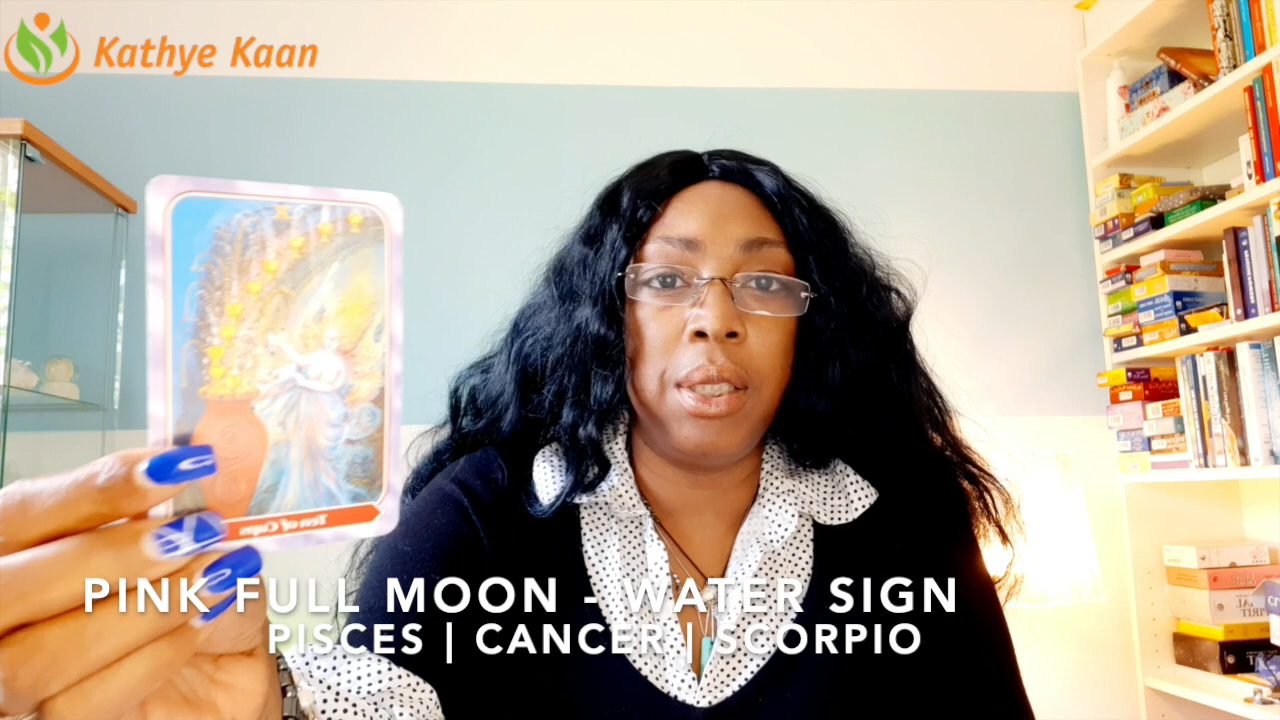 Kathye Kaan
Ten of Cups
PINK FULL MOON - WATER SIGN
PISCES | CANCER | SCORPIO